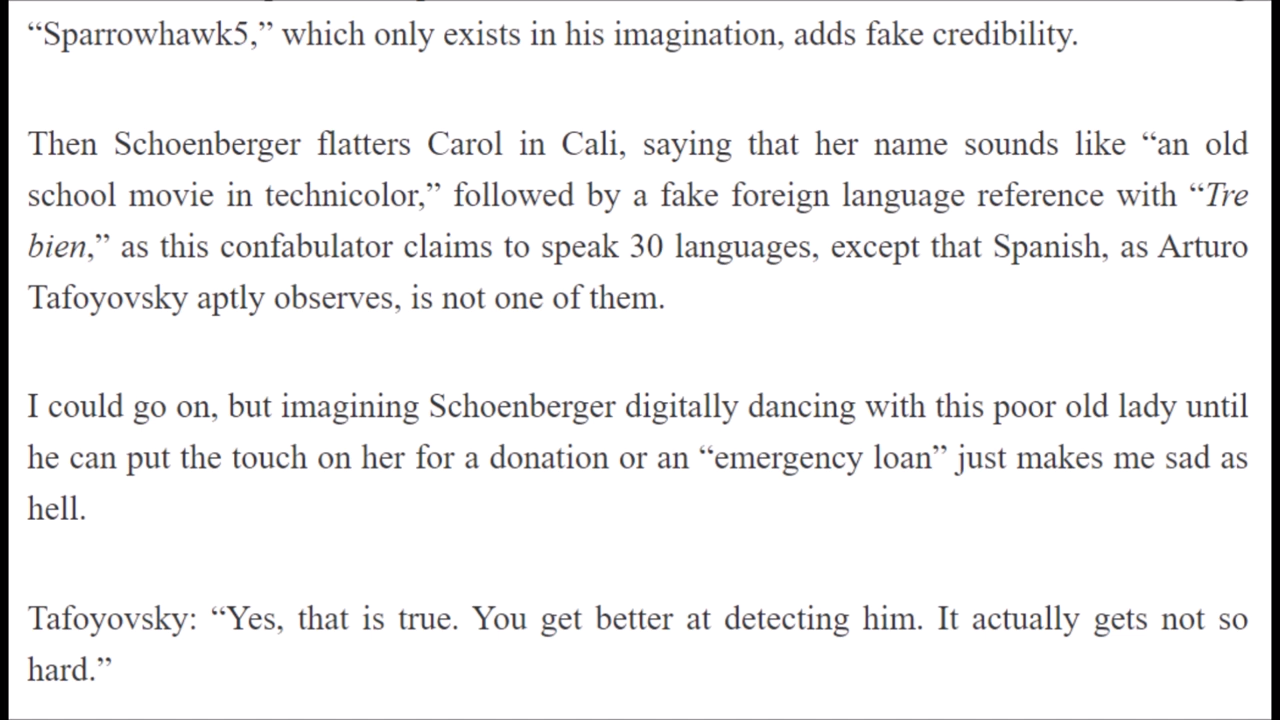 “Sparrowhawk5,” which only exists in his imagination, adds fake credibility.
Then Schoenberger flatters Carol in Cali, saying that her name sounds like “an old
school movie in technicolor,” followed by a fake foreign language reference with “Tre
bien,” as this confabulator claims to speak 30 languages, except that Spanish, as Arturo
Tafoyovsky aptly observes, is not one of them.
I could go on, but imagining Schoenberger digitally dancing with this poor old lady until
he can put the touch on her for a donation or an “emergency loan” just makes me sad as
hell.
Tafoyovsky: “Yes, that is true. You get better at detecting him. It actually gets not so
hard.”